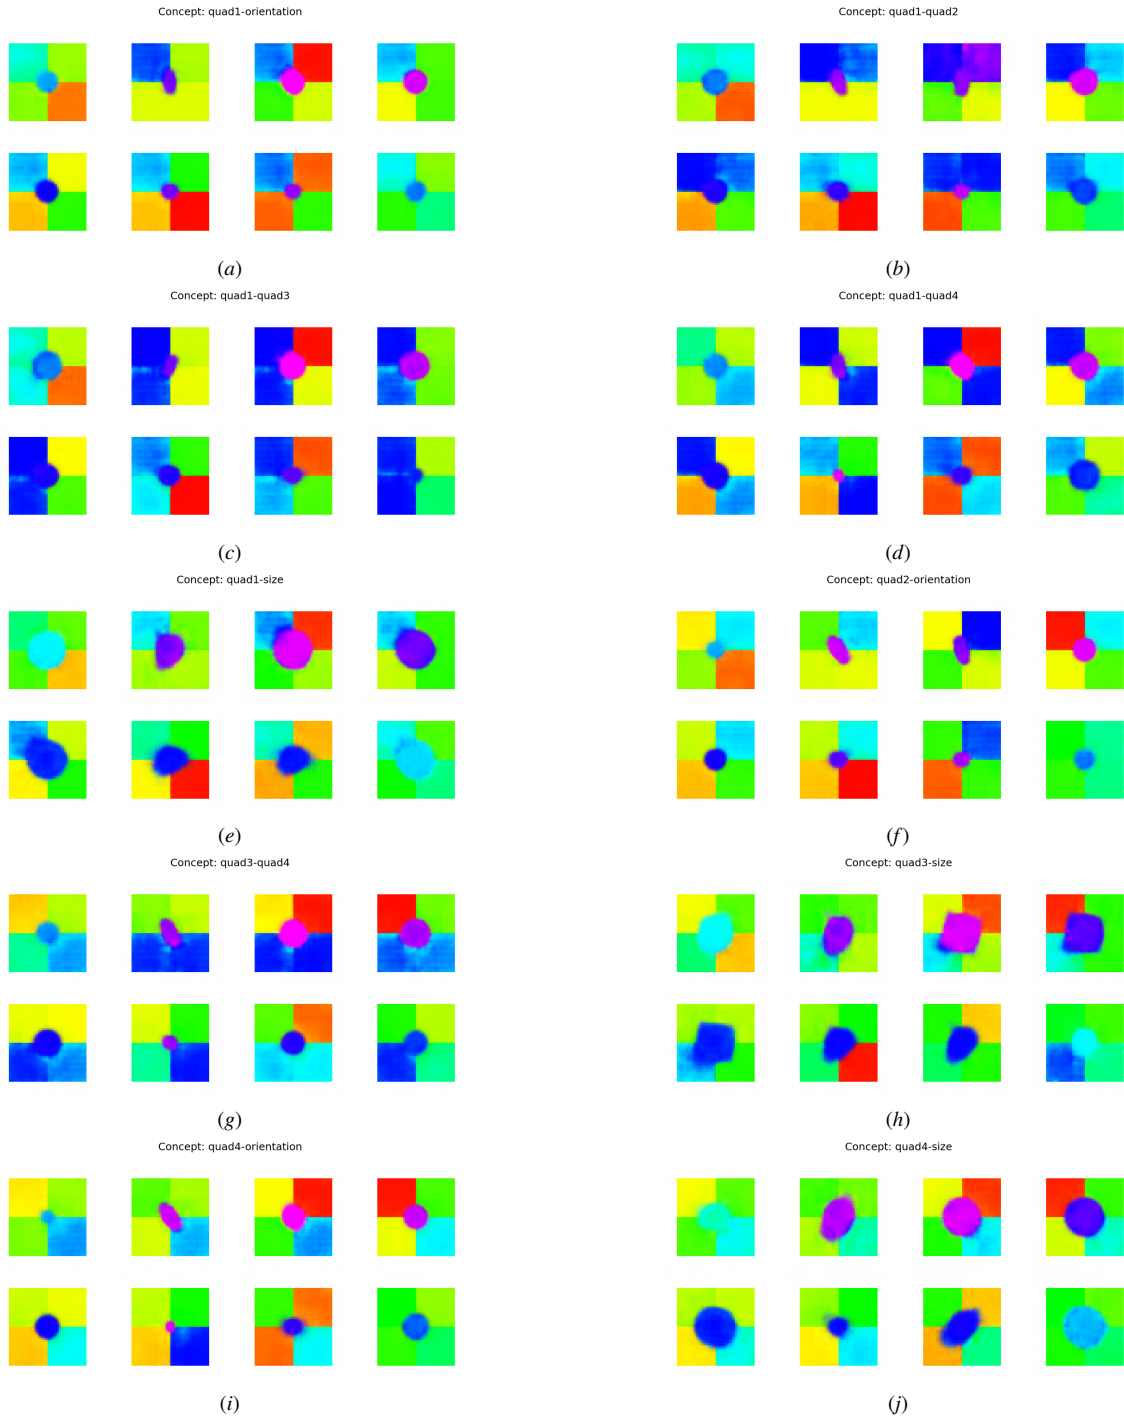 Concept: quad1-orientation
Concept: quad1-quad2
(a)
(b)
Concept: quad1-quad3
Concept: quad1-quad4
(c)
(d)
Concept: quad1-size
Concept: quad2-orientation
(e)
(f)
Concept: quad3-quad4
Concept: quad3-size
(g)
(h)
Concept: quad4-orientation
Concept: quad4-size
(i)
(j)